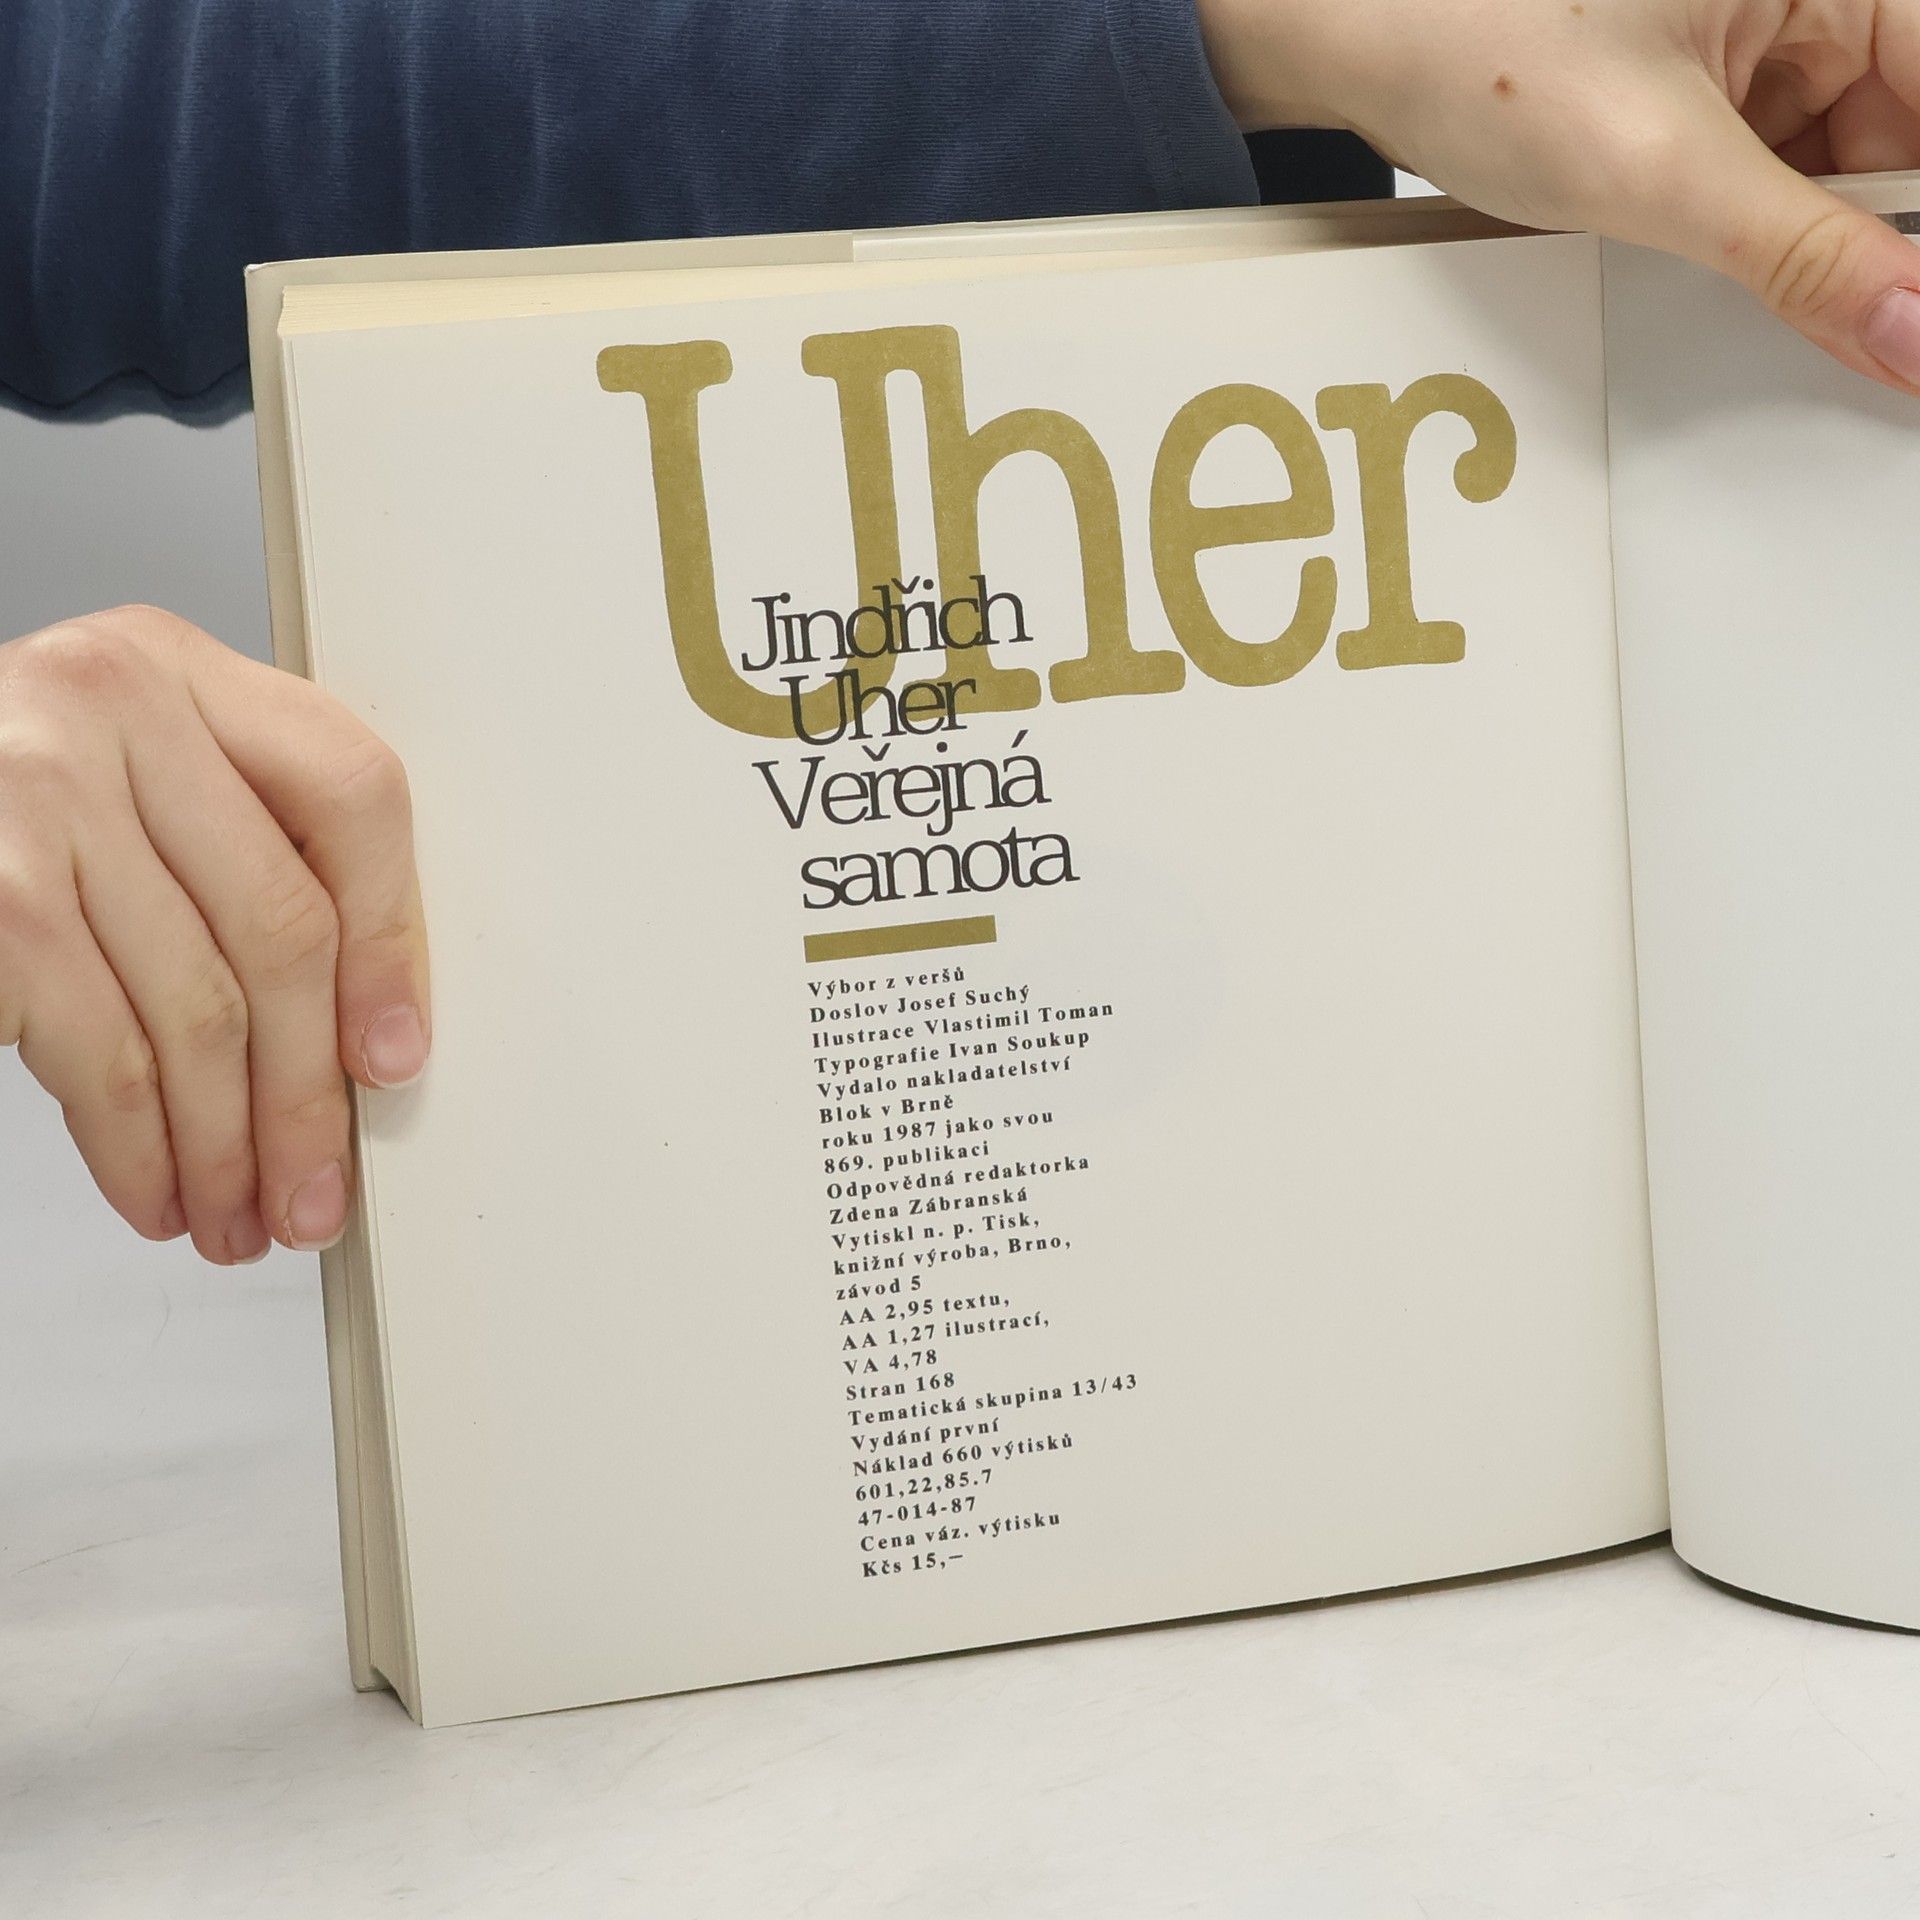 Uher
Jindřich
Uher
Veřejná
samota
Výbor z veršů
Doslov Josef Suchý
Ilustrace Vlastimil Toman
Typografie Ivan Soukup
Vydalo nakladatelství
Blok v Brně
roku 1987 jako svou
869. publikaci
Odpovědná redaktorka
Zdena Zábranská
Vytiskl n. p. Tisk,
knižní výroba, Brno,
závod 5
AA 2,95 textu,
AA 1,27 ilustrací,
VA 4,78
Stran 168
Tematická skupina 13/43
Vydání první
Náklad 660 výtisků
601,22,85.7
47-014-87
Cena váz. výtisku
Kčs 15,—